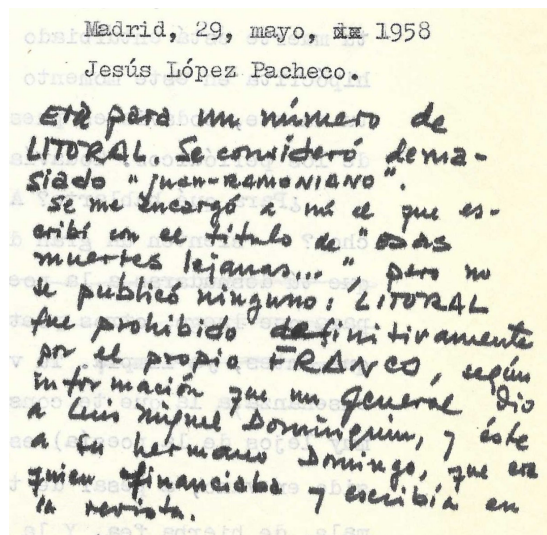 Madrid, 29, mayo, xx 1958
Jesús López Pacheco.
Era para un número de
LITORAL. Se consideró dema-
siado "juan-RAMONIANO".
Se me encargó a mí el que es-
cribí con el título de "ESAS
muertes lejanas..." pero no
se publicó ninguno: LITORAL
fue prohibido definitivamente
por el propio FRANCO, según
información que un general dio
a Luis Miguel Dominguín, y éste
a su hermano Domingo, que era
quien financiaba y escribía en
la revista.